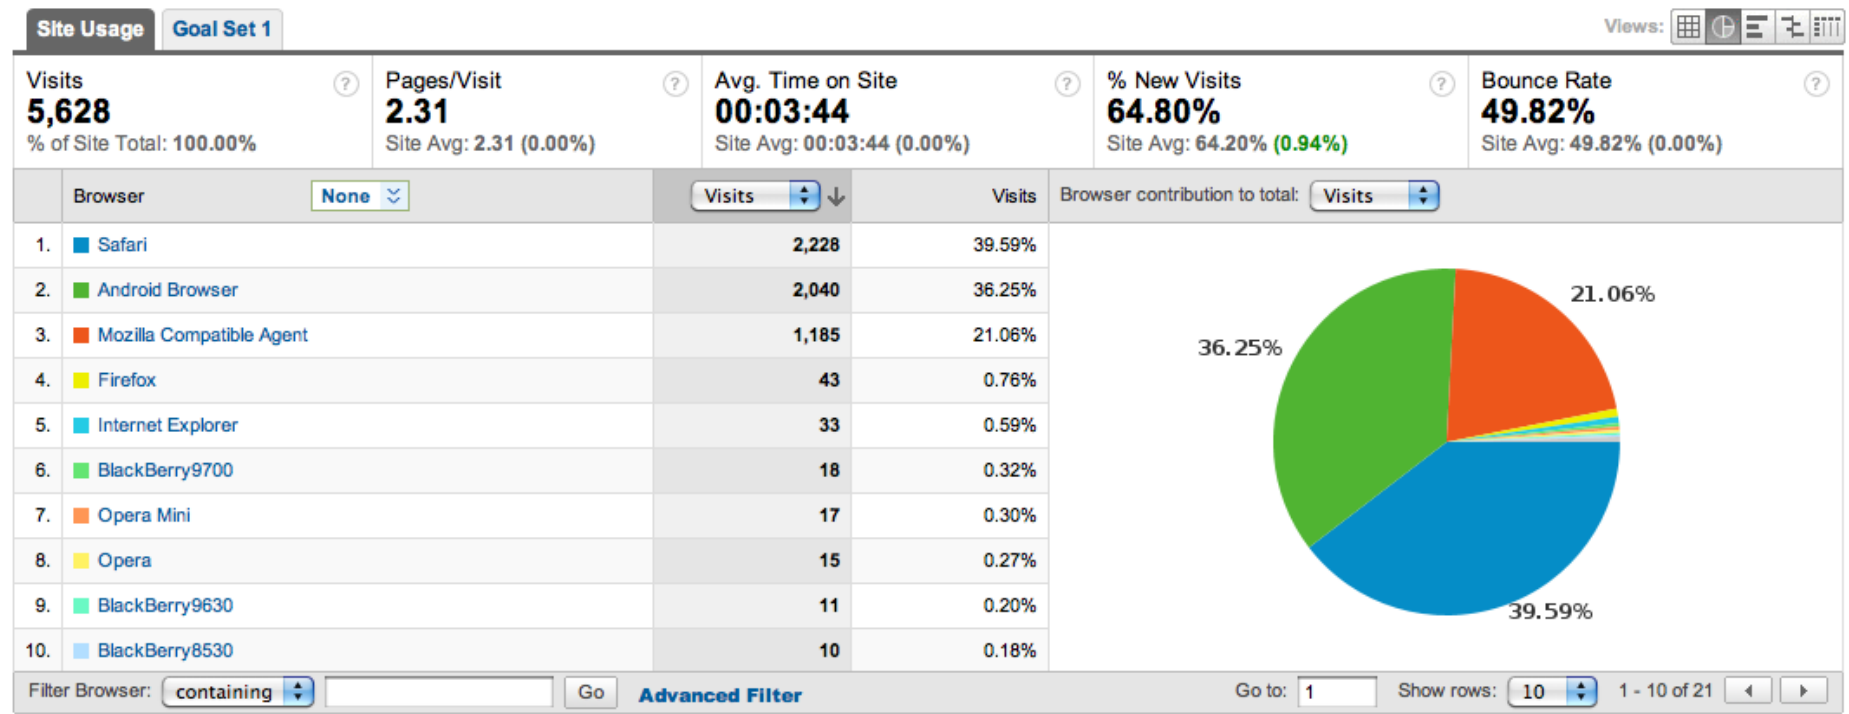 Site Usage Goal Set 1 Views:
Visits ? Pages/Visit ? Avg. Time on Site ? % New Visits ? Bounce Rate ?
5,628 2.31 00:03:44 64.80% 49.82%
% of Site Total: 100.00% Site Avg: 2.31 (0.00%) Site Avg: 00:03:44 (0.00%) Site Avg: 64.20% (0.94%) Site Avg: 49.82% (0.00%)
Browser None Visits Visits Browser contribution to total: Visits
1. Safari 2,228 39.59%
2. Android Browser 2,040 36.25%
3. Mozilla Compatible Agent 1,185 21.06%
4. Firefox 43 0.76%
5. Internet Explorer 33 0.59%
6. BlackBerry9700 18 0.32%
7. Opera Mini 17 0.30%
8. Opera 15 0.27%
9. BlackBerry9630 11 0.20%
10. BlackBerry8530 10 0.18%
21.06%
36.25%
39.59%
Filter Browser: containing Go Advanced Filter Go to: 1 Show rows: 10 1 - 10 of 21